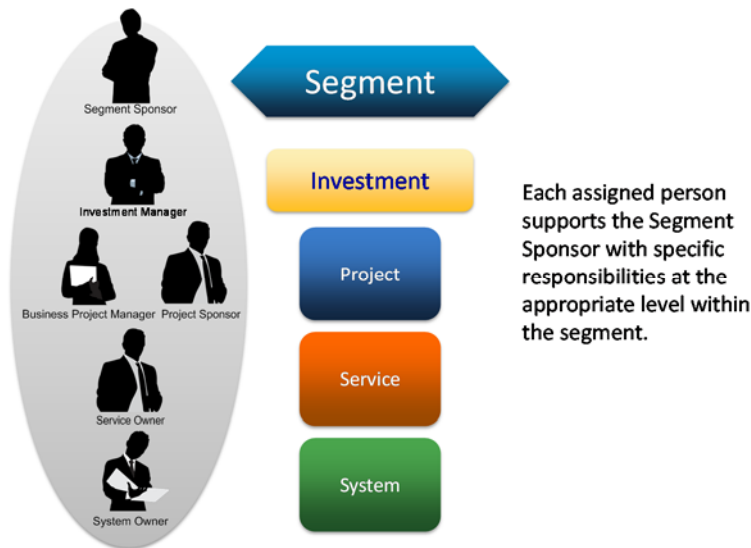 Segment Sponsor
Segment
Investment Manager
Investment
Each assigned person
supports the Segment
Sponsor with specific
responsibilities at the
appropriate level within
the segment.
Business Project Manager
Project Sponsor
Project
Service Owner
Service
System Owner
System